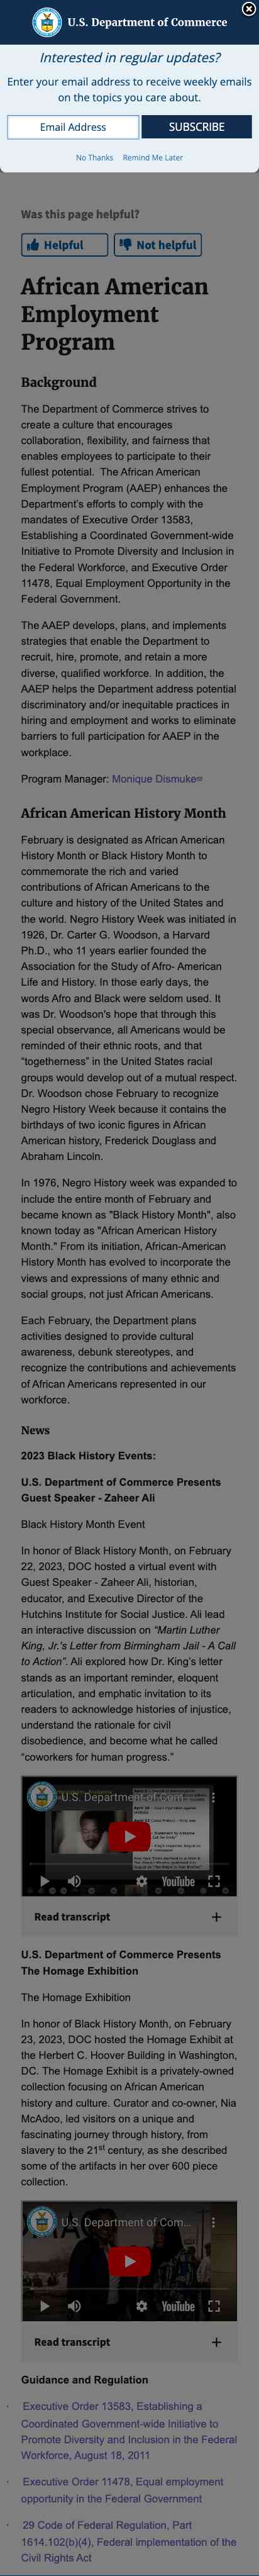 U.S. Department of Commerce
Interested in regular updates?
Enter your email address to receive weekly emails
on the topics you care about.
Email Address
SUBSCRIBE
No Thanks Remind Me Later
Was this page helpful?
Helpful
Not helpful
African American
Employment
Program
Background
The Department of Commerce strives to
create a culture that encourages
collaboration, flexibility, and fairness that
enables employees to participate to their
fullest potential. The African American
Employment Program (AAEP) enhances the
Department's efforts to comply with the
mandates of Executive Order 13583,
Establishing a Coordinated Government-wide
Initiative to Promote Diversity and Inclusion in
the Federal Workforce, and Executive Order
11478, Equal Employment Opportunity in the
Federal Government.
The AAEP develops, plans, and implements
strategies that enable the Department to
recruit, hire, promote, and retain a more
diverse, qualified workforce. In addition, the
AAEP helps the Department address potential
discriminatory and/or inequitable practices in
hiring and employment and works to eliminate
barriers to full participation for AAEP in the
workplace.
Program Manager: Monique Dismuke
African American History Month
February is designated as African American
History Month or Black History Month to
commemorate the rich and varied
contributions of African Americans to the
culture and history of the United States and
the world. Negro History Week was initiated in
1926, Dr. Carter G. Woodson, a Harvard
Ph.D., who 11 years earlier founded the
Association for the Study of Afro- American
Life and History. In those early days, the
words Afro and Black were seldom used. It
was Dr. Woodson's hope that through this
special observance, all Americans would be
reminded of their ethnic roots, and that
“togetherness” in the United States racial
groups would develop out of a mutual respect.
Dr. Woodson chose February to recognize
Negro History Week because it contains the
birthdays of two iconic figures in African
American history, Frederick Douglass and
Abraham Lincoln.
In 1976, Negro History week was expanded to
include the entire month of February and
became known as "Black History Month", also
known today as "African American History
Month." From its initiation, African-American
History Month has evolved to incorporate the
views and expressions of many ethnic and
social groups, not just African Americans.
Each February, the Department plans
activities designed to provide cultural
awareness, debunk stereotypes, and
recognize the contributions and achievements
of African Americans represented in our
workforce.
News
2023 Black History Events:
U.S. Department of Commerce Presents
Guest Speaker - Zaheer Ali
Black History Month Event
In honor of Black History Month, on February
22, 2023, DOC hosted a virtual event with
Guest Speaker - Zaheer Ali, historian,
educator, and Executive Director of the
Hutchins Institute for Social Justice. Ali lead
an interactive discussion on “Martin Luther
King, Jr.'s Letter from Birmingham Jail - A Call
to Action”. Ali explored how Dr. King's letter
stands as an important reminder, eloquent
articulation, and emphatic invitation to its
readers to acknowledge histories of injustice,
understand the rationale for civil
disobedience, and become what he called
“coworkers for human progress.”
U.S. Department of Com...
YouTube
Read transcript +
U.S. Department of Commerce Presents
The Homage Exhibition
The Homage Exhibition
In honor of Black History Month, on February
23, 2023, DOC hosted the Homage Exhibit at
the Herbert C. Hoover Building in Washington,
DC. The Homage Exhibit is a privately-owned
collection focusing on African American
history and culture. Curator and co-owner, Nia
McAdoo, led visitors on a unique and
fascinating journey through history, from
slavery to the 21st century, as she described
some of the artifacts in her over 600 piece
collection.
U.S. Department of Com...
YouTube
Read transcript +
Guidance and Regulation
· Executive Order 13583, Establishing a
Coordinated Government-wide Initiative to
Promote Diversity and Inclusion in the Federal
Workforce, August 18, 2011
· Executive Order 11478, Equal employment
opportunity in the Federal Government
· 29 Code of Federal Regulation, Part
1614.102(b)(4), Federal implementation of the
Civil Rights Act